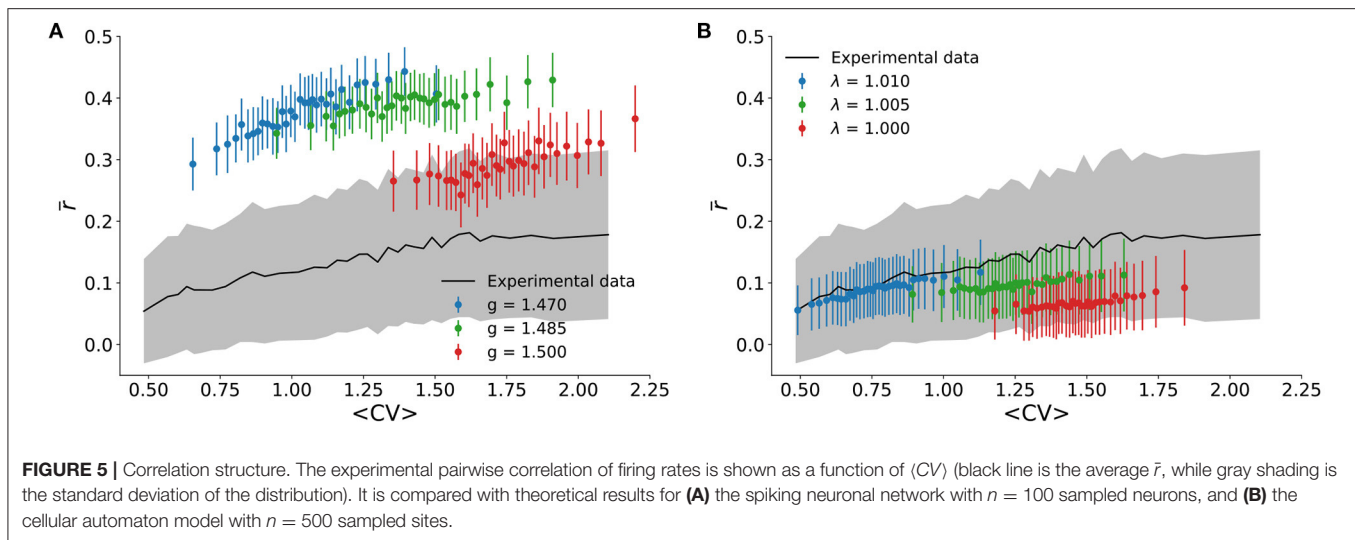 A
B
0.5
0.4
0.3
0.2
0.1
0.0
r̄
Experimental data
g = 1.470
g = 1.485
g = 1.500
0.50 0.75 1.00 1.25 1.50 1.75 2.00 2.25
<CV>
0.5
0.4
0.3
0.2
0.1
0.0
r̄
Experimental data
λ = 1.010
λ = 1.005
λ = 1.000
0.50 0.75 1.00 1.25 1.50 1.75 2.00 2.25
<CV>
FIGURE 5 | Correlation structure. The experimental pairwise correlation of firing rates is shown as a function of ⟨CV⟩ (black line is the average r̄, while gray shading is
the standard deviation of the distribution). It is compared with theoretical results for (A) the spiking neuronal network with n = 100 sampled neurons, and (B) the
cellular automaton model with n = 500 sampled sites.